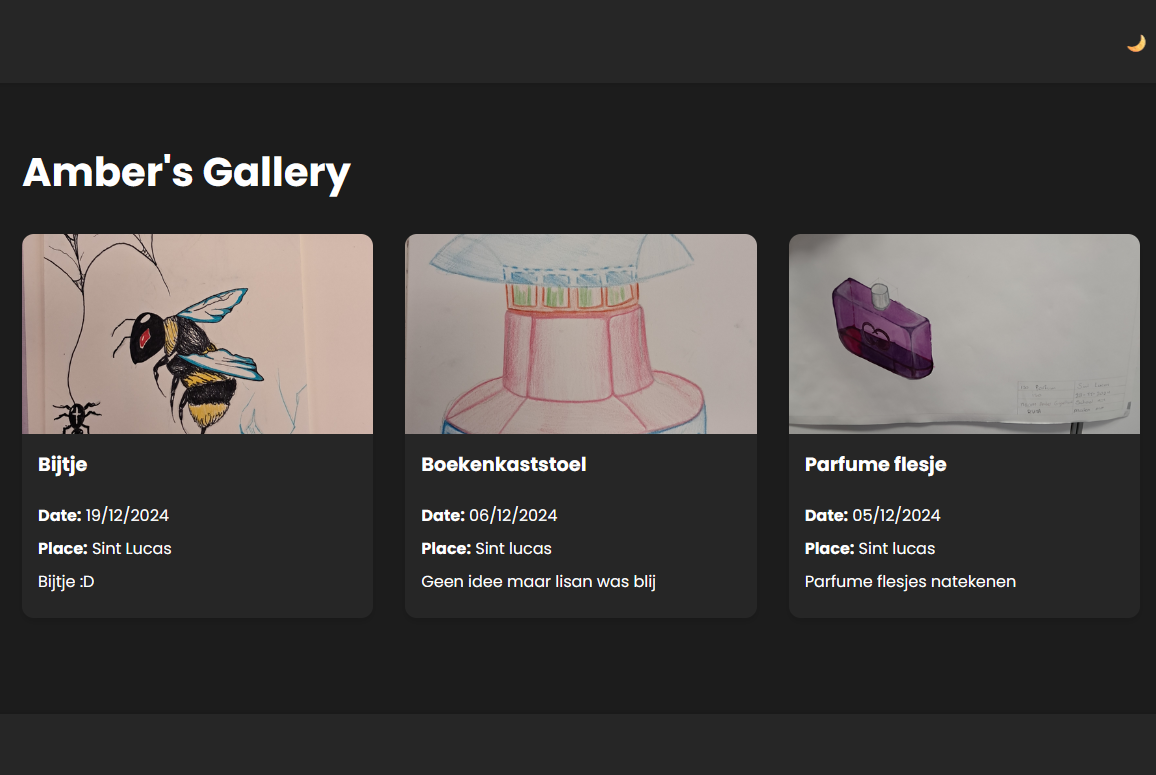 Amber's Gallery
Bijtje
Date: 19/12/2024
Place: Sint Lucas
Bijtje :D
Boekenkaststoel
Date: 06/12/2024
Place: Sint lucas
Geen idee maar lisan was blij
Parfume flesje
Date: 05/12/2024
Place: Sint lucas
Parfume flesjes natekenen